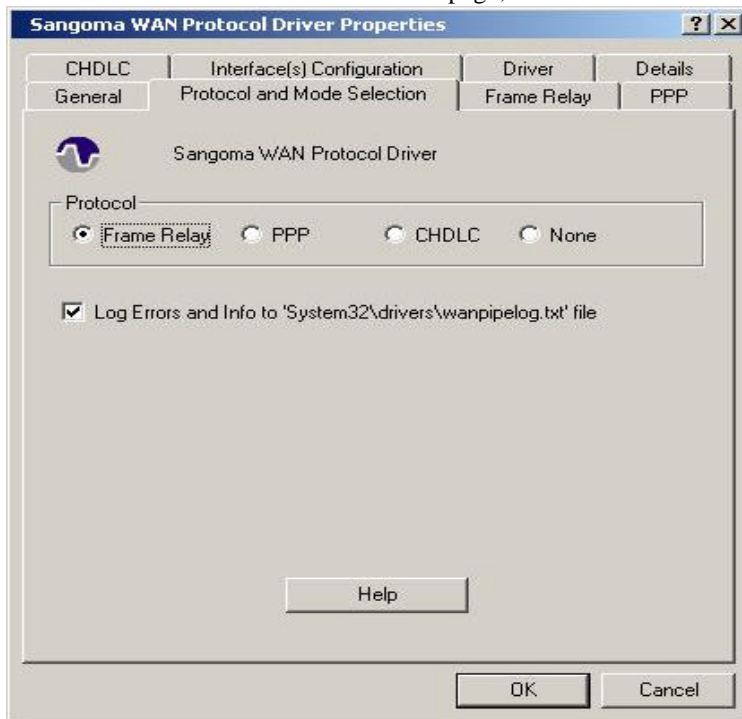 page,
Sangoma WAN Protocol Driver Properties
CHDLC Interface(s) Configuration Driver Details
General Protocol and Mode Selection Frame Relay PPP
Sangoma WAN Protocol Driver
Protocol
Frame Relay PPP CHDLC None
Log Errors and Info to 'System32\drivers\wanpipelog.txt' file
Help
OK Cancel